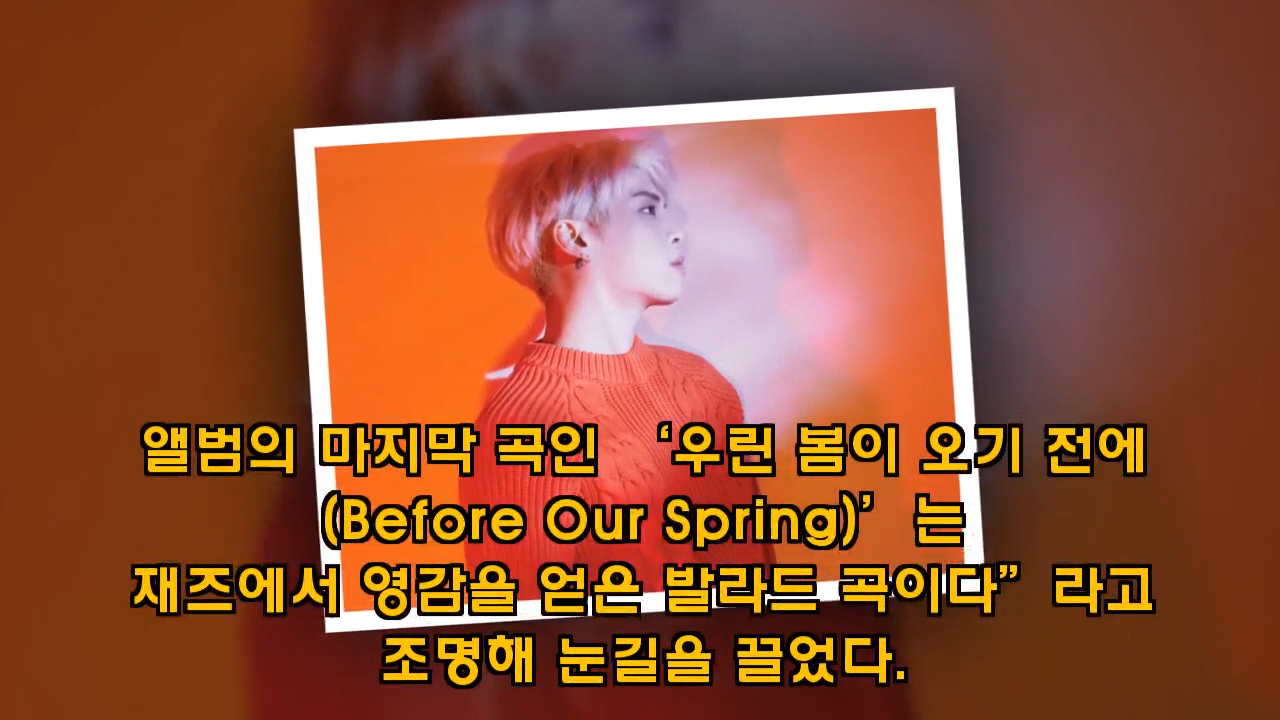 앨범의 마지막 곡인 ‘우린 봄이 오기 전에
(Before Our Spring)’는
재즈에서 영감을 얻은 발라드 곡이다”라고
조명해 눈길을 끌었다.